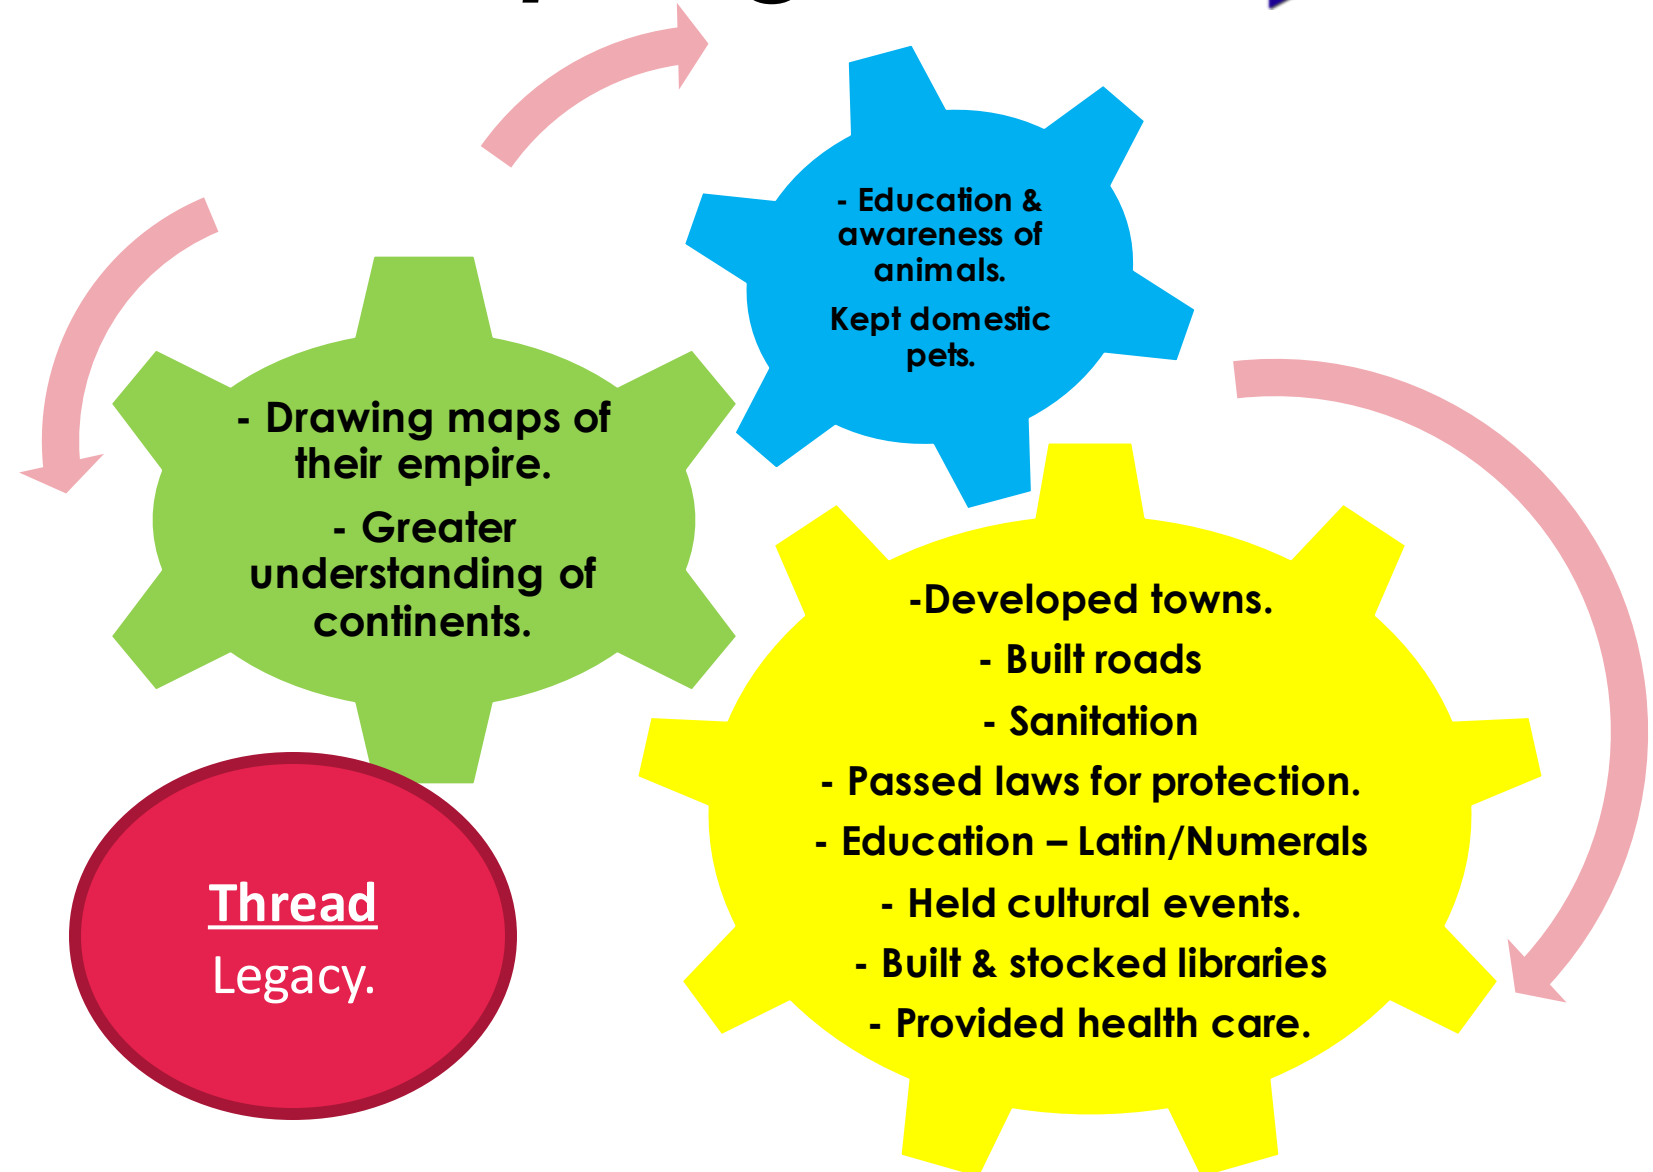 - Education &
awareness of
animals.
Kept domestic
pets.
- Drawing maps of
their empire.
- Greater
understanding of
continents.
-Developed towns.
- Built roads
- Sanitation
- Passed laws for protection.
- Education – Latin/Numerals
- Held cultural events.
- Built & stocked libraries
- Provided health care.
Thread
Legacy.